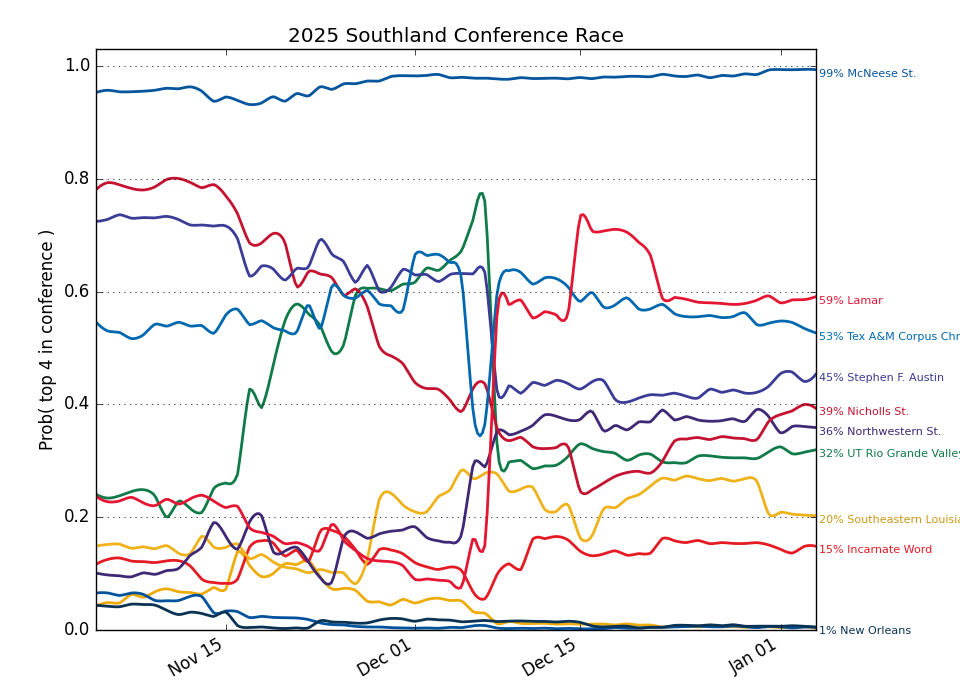 2025 Southland Conference Race
Prob( top 4 in conference )
1.0
0.8
0.6
0.4
0.2
0.0
Nov 15
Dec 01
Dec 15
Jan 01
99% McNeese St.
59% Lamar
53% Tex A&M Corpus Chr
45% Stephen F. Austin
39% Nicholls St.
36% Northwestern St.
32% UT Rio Grande Valley
20% Southeastern Louisia
15% Incarnate Word
1% New Orleans